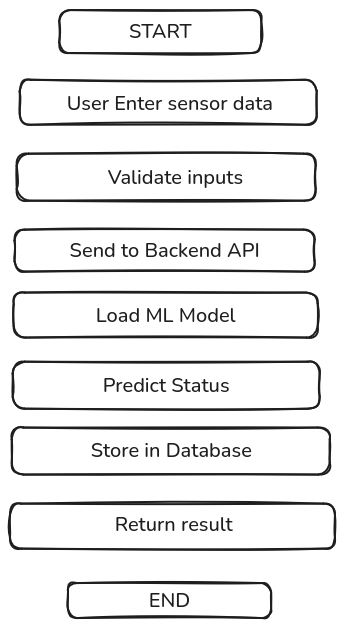 START
User Enter sensor data
Validate inputs
Send to Backend API
Load ML Model
Predict Status
Store in Database
Return result
END